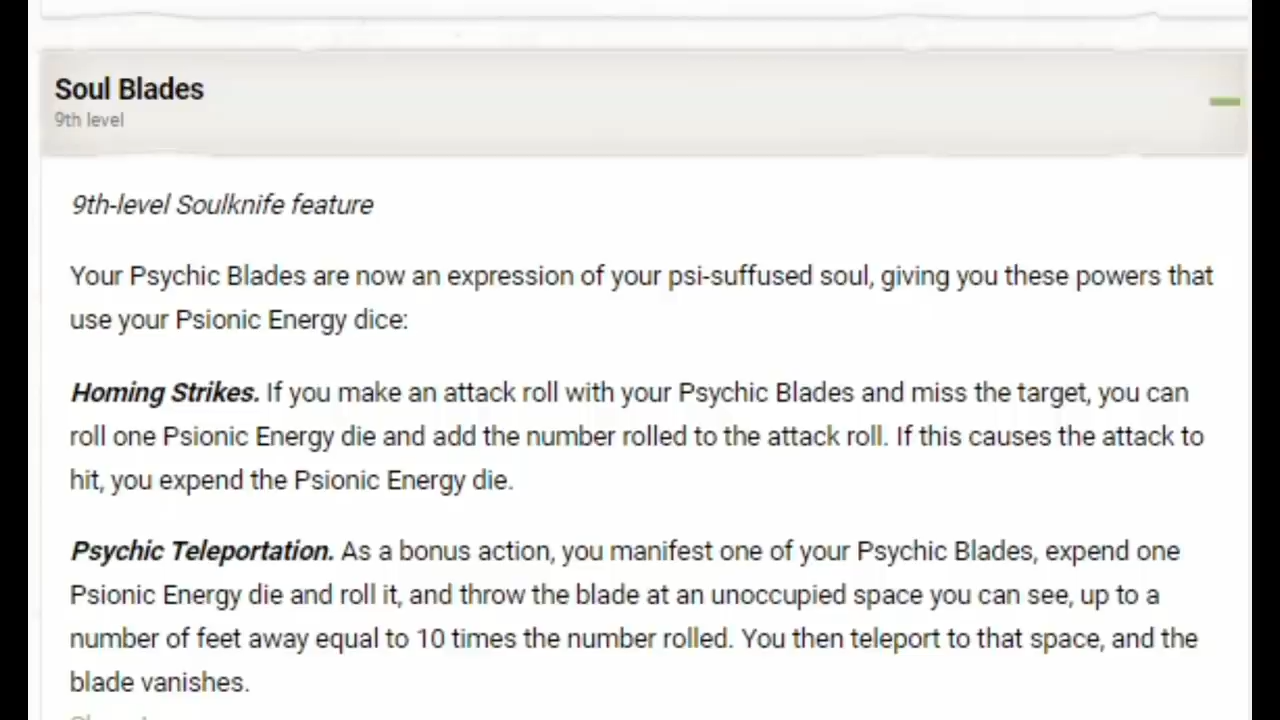 Soul Blades
9th level
9th-level Soulknife feature
Your Psychic Blades are now an expression of your psi-suffused soul, giving you these powers that
use your Psionic Energy dice:
Homing Strikes. If you make an attack roll with your Psychic Blades and miss the target, you can
roll one Psionic Energy die and add the number rolled to the attack roll. If this causes the attack to
hit, you expend the Psionic Energy die.
Psychic Teleportation. As a bonus action, you manifest one of your Psychic Blades, expend one
Psionic Energy die and roll it, and throw the blade at an unoccupied space you can see, up to a
number of feet away equal to 10 times the number rolled. You then teleport to that space, and the
blade vanishes.